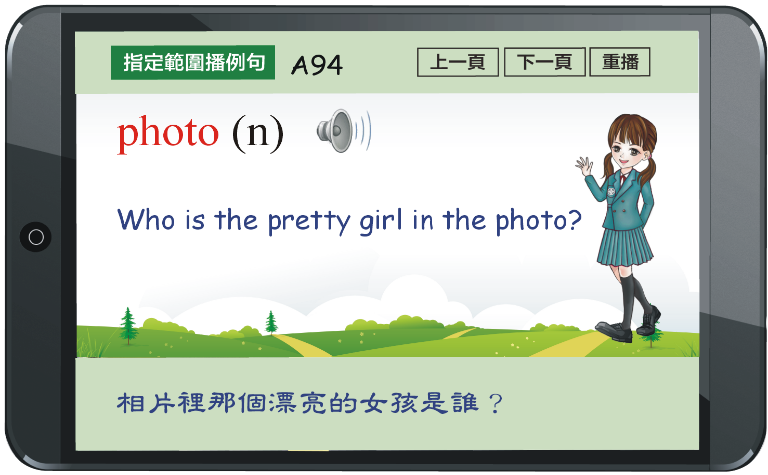 指定範圍播例句 A94 上一頁 下一頁 重播
photo (n)
Who is the pretty girl in the photo?
相片裡那個漂亮的女孩是誰？